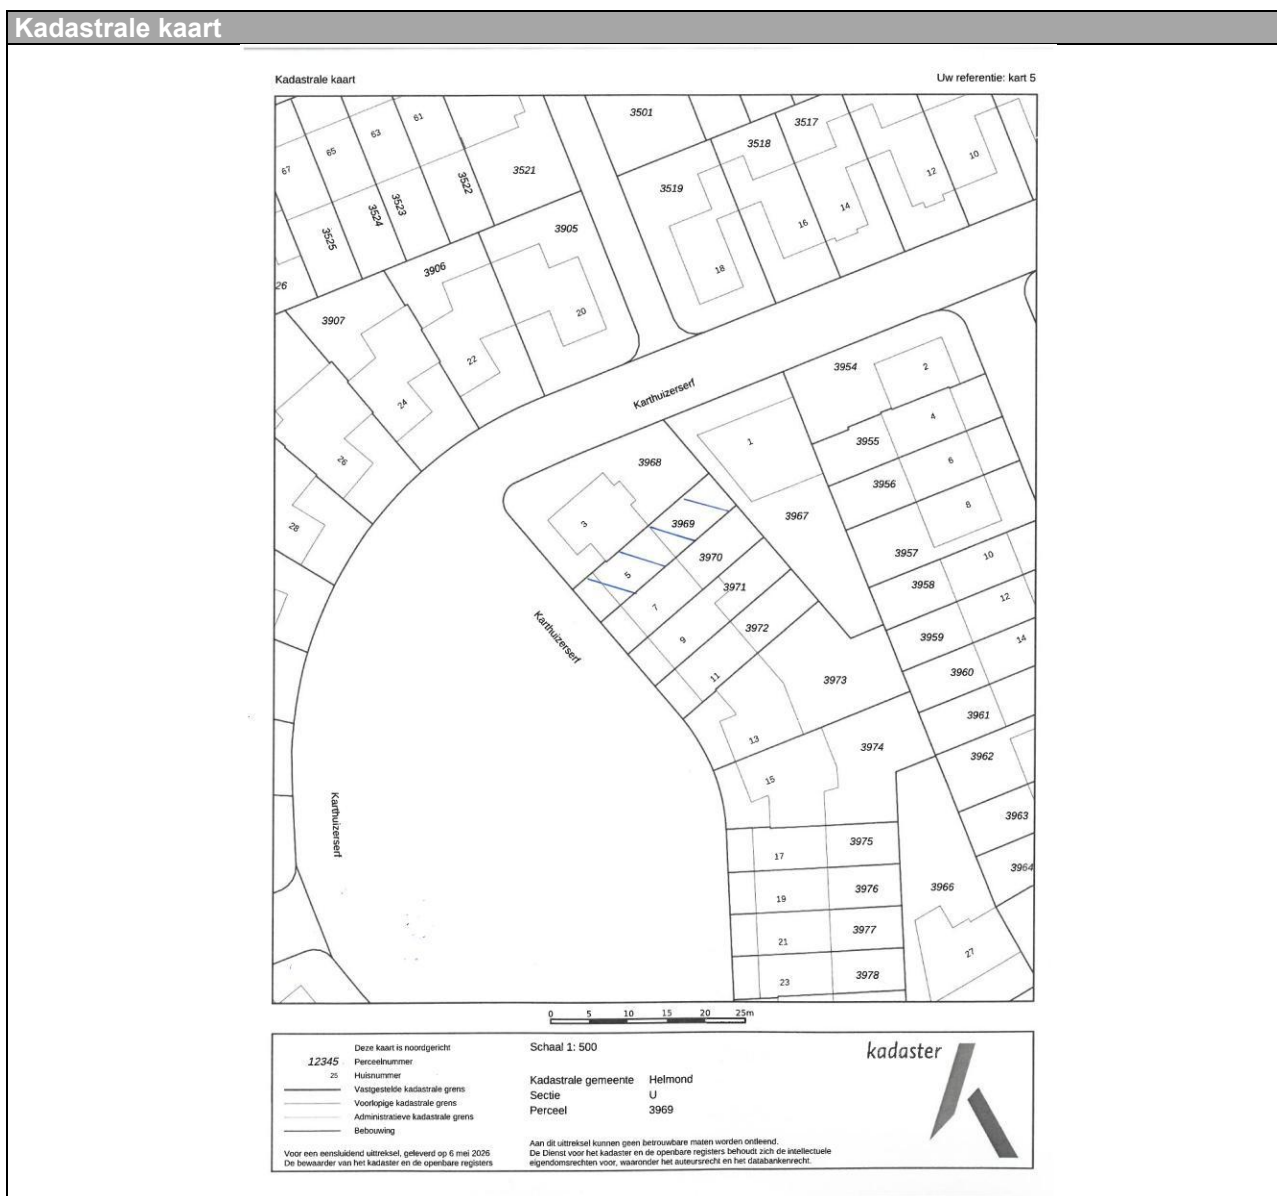 Kadastrale kaart
Kadastrale kaart
Uw referentie: kart 5
3501
3517
61
63
65
67
3518
3521
3522
3519
12
10
3523
3524
3525
14
16
3905
18
3906
26
20
3907
22
Karthuizerserf
3954
2
24
4
1
3955
26
3968
6
3956
8
3
3969
3967
28
3957
3970
10
5
3971
3958
7
12
Karthuizerserf
3972
3959
9
14
3960
11
3973
3961
13
3974
3962
15
Karthuizerserf
3963
3975
17
3964
3976
3966
19
3977
21
27
3978
23
0 5 10 15 20 25m
Deze kaart is noordgericht
12345 Perceelnummer
25 Huisnummer
Vastgestelde kadastrale grens
Voorlopige kadastrale grens
Administratieve kadastrale grens
Bebouwing
Voor een eensluidend uittreksel, geleverd op 6 mei 2026
De bewaarder van het kadaster en de openbare registers
Schaal 1: 500
Kadastrale gemeente Helmond
Sectie U
Perceel 3969
Aan dit uittreksel kunnen geen betrouwbare maten worden ontleend.
De Dienst voor het kadaster en de openbare registers behoudt zich de intellectuele
eigendomsrechten voor, waaronder het auteursrecht en het databankenrecht.
kadaster